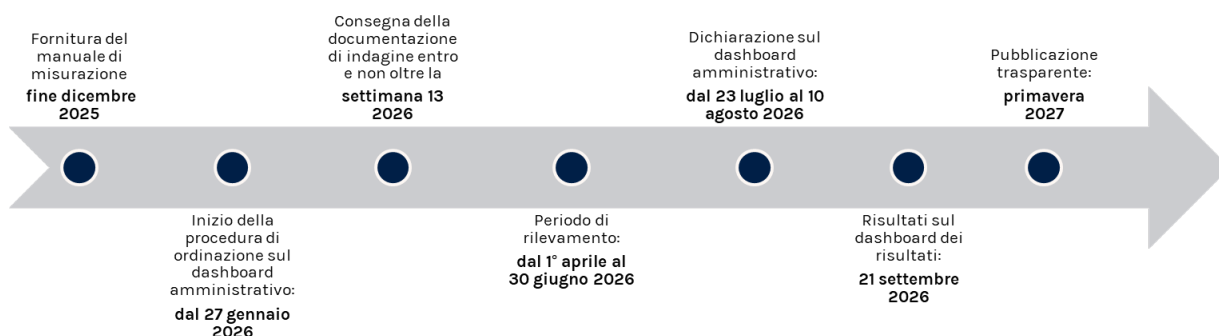 Fornitura del
manuale di
misurazione
fine dicembre
2025
Inizio della
procedura di
ordinazione sul
dashboard
amministrativo:
dal 27 gennaio
2026
Consegna della
documentazione
di indagine entro
e non oltre la
settimana 13
2026
Periodo di
rilevamento:
dal 1° aprile al
30 giugno 2026
Dichiarazione sul
dashboard
amministrativo:
dal 23 luglio al 10
agosto 2026
Risultati sul
dashboard dei
risultati:
21 settembre
2026
Pubblicazione
trasparente:
primavera
2027